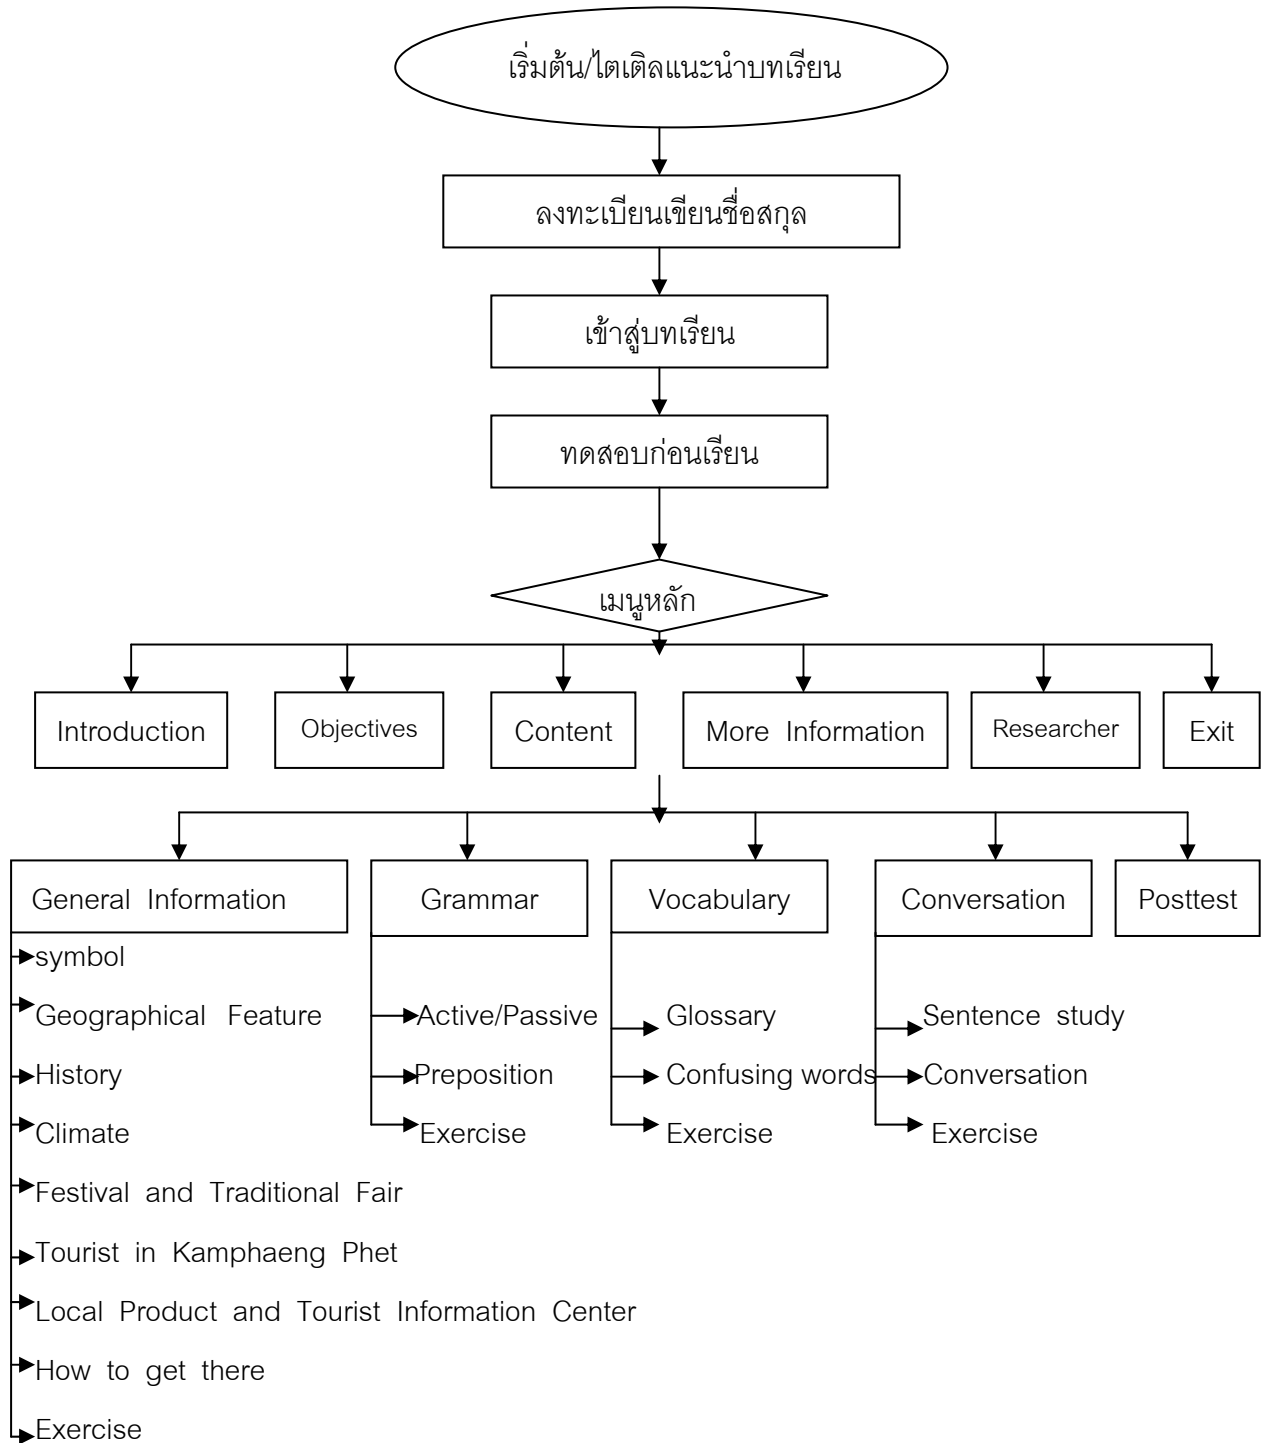 เริ่มต้น/ไตเติลแนะนำบทเรียน
ลงทะเบียนเขียนชื่อสกุล
เข้าสู่บทเรียน
ทดสอบก่อนเรียน
เมนูหลัก
Introduction
Objectives
Content
More Information
Researcher
Exit
General Information
Grammar
Vocabulary
Conversation
Posttest
symbol
Geographical Feature
History
Climate
Festival and Traditional Fair
Tourist in Kamphaeng Phet
Local Product and Tourist Information Center
How to get there
Exercise
Active/Passive
Preposition
Exercise
Glossary
Confusing words
Exercise
Sentence study
Conversation
Exercise